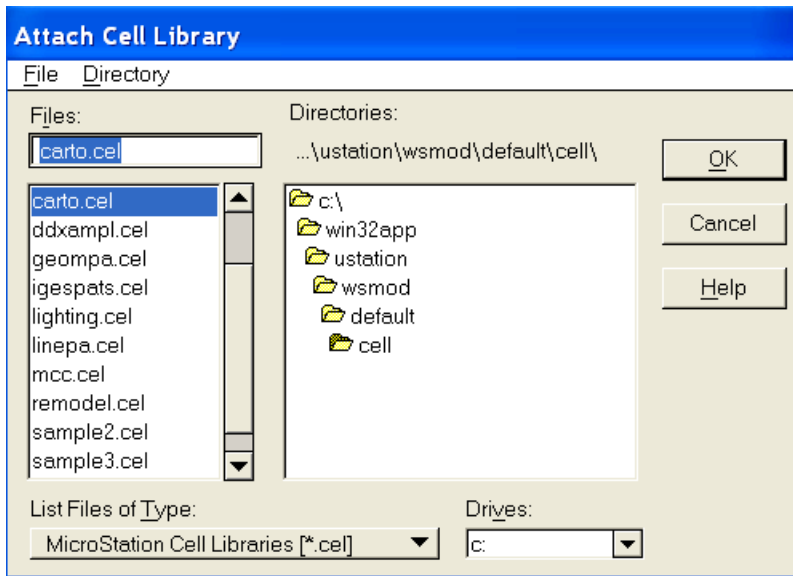 Attach Cell Library
File Directory
Files:
carto.cel
carto.cel
ddxampl.cel
geompa.cel
igespats.cel
lighting.cel
linepa.cel
mcc.cel
remodel.cel
sample2.cel
sample3.cel
Directories:
...\ustation\wsmod\default\cell\
c:\
win32app
ustation
wsmod
default
cell
OK
Cancel
Help
List Files of Type:
MicroStation Cell Libraries [*.cel]
Drives:
c: